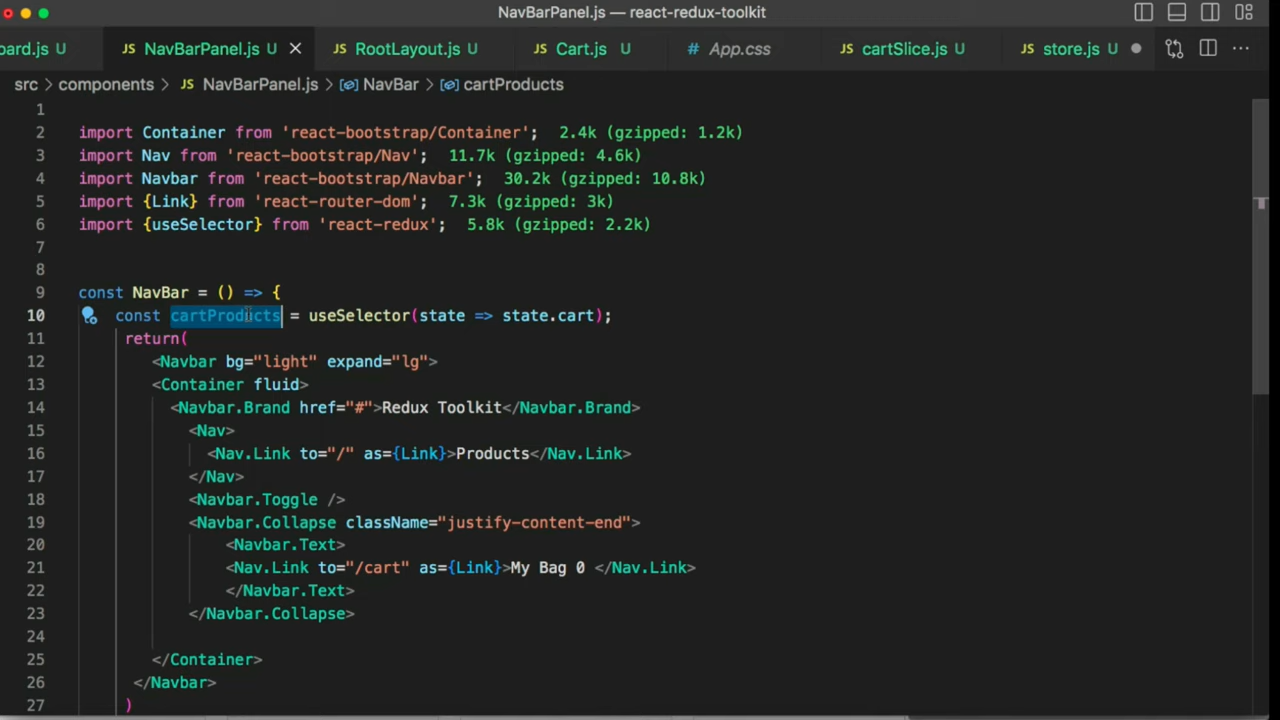 NavBarPanel.js — react-redux-toolkit
oard.js U JS NavBarPanel.js U × JS RootLayout.js U JS Cart.js U # App.css JS cartSlice.js U JS store.js U ● ···
src > components > JS NavBarPanel.js > NavBar > cartProducts
1
2 import Container from 'react-bootstrap/Container'; 2.4k (gzipped: 1.2k)
3 import Nav from 'react-bootstrap/Nav'; 11.7k (gzipped: 4.6k)
4 import Navbar from 'react-bootstrap/Navbar'; 30.2k (gzipped: 10.8k)
5 import {Link} from 'react-router-dom'; 7.3k (gzipped: 3k)
6 import {useSelector} from 'react-redux'; 5.8k (gzipped: 2.2k)
7
8
9 const NavBar = () => {
10 const cartProducts = useSelector(state => state.cart);
11 return(
12 <Navbar bg="light" expand="lg">
13 <Container fluid>
14 <Navbar.Brand href="#">Redux Toolkit</Navbar.Brand>
15 <Nav>
16 <Nav.Link to="/" as={Link}>Products</Nav.Link>
17 </Nav>
18 <Navbar.Toggle />
19 <Navbar.Collapse className="justify-content-end">
20 <Navbar.Text>
21 <Nav.Link to="/cart" as={Link}>My Bag 0 </Nav.Link>
22 </Navbar.Text>
23 </Navbar.Collapse>
24
25 </Container>
26 </Navbar>
27 )